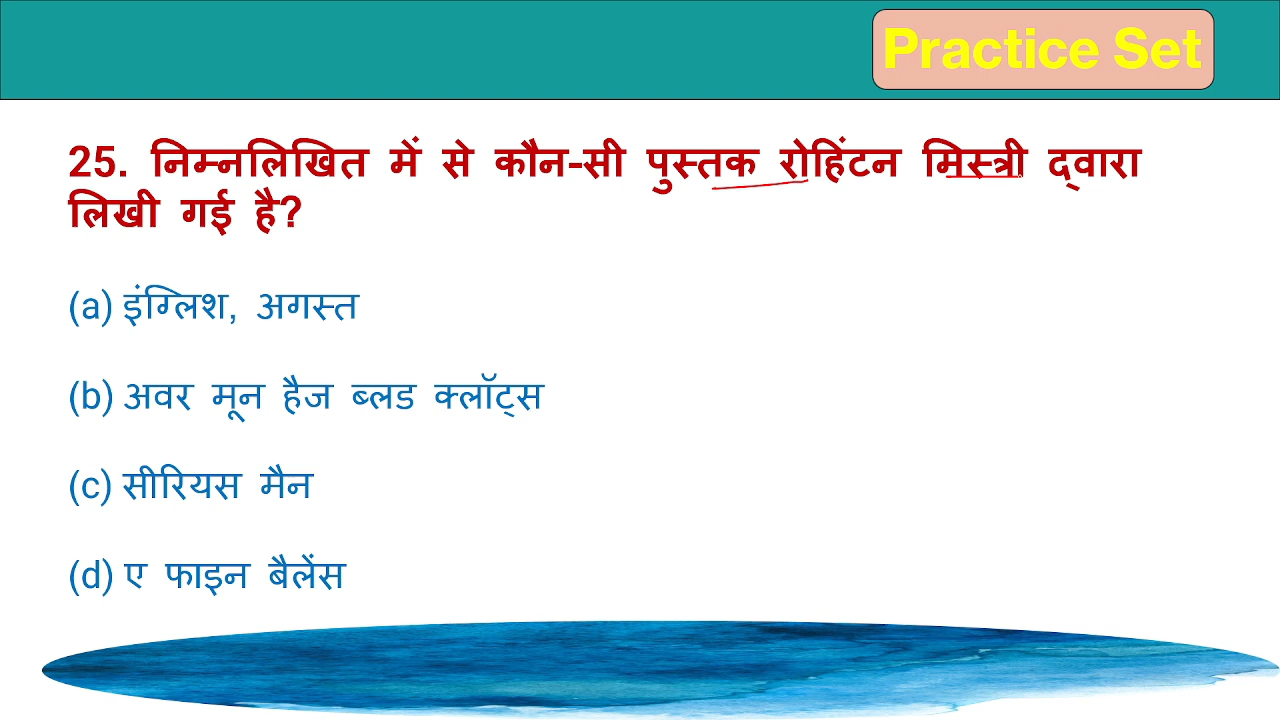 Practice Set
25. निम्नलिखित में से कौन-सी पुस्तक रोहिंटन मिस्त्री द्वारा
लिखी गई है?
(a) इंग्लिश, अगस्त
(b) अवर मून हैज ब्लड क्लॉट्स
(c) सीरियस मैन
(d) ए फाइन बैलेंस